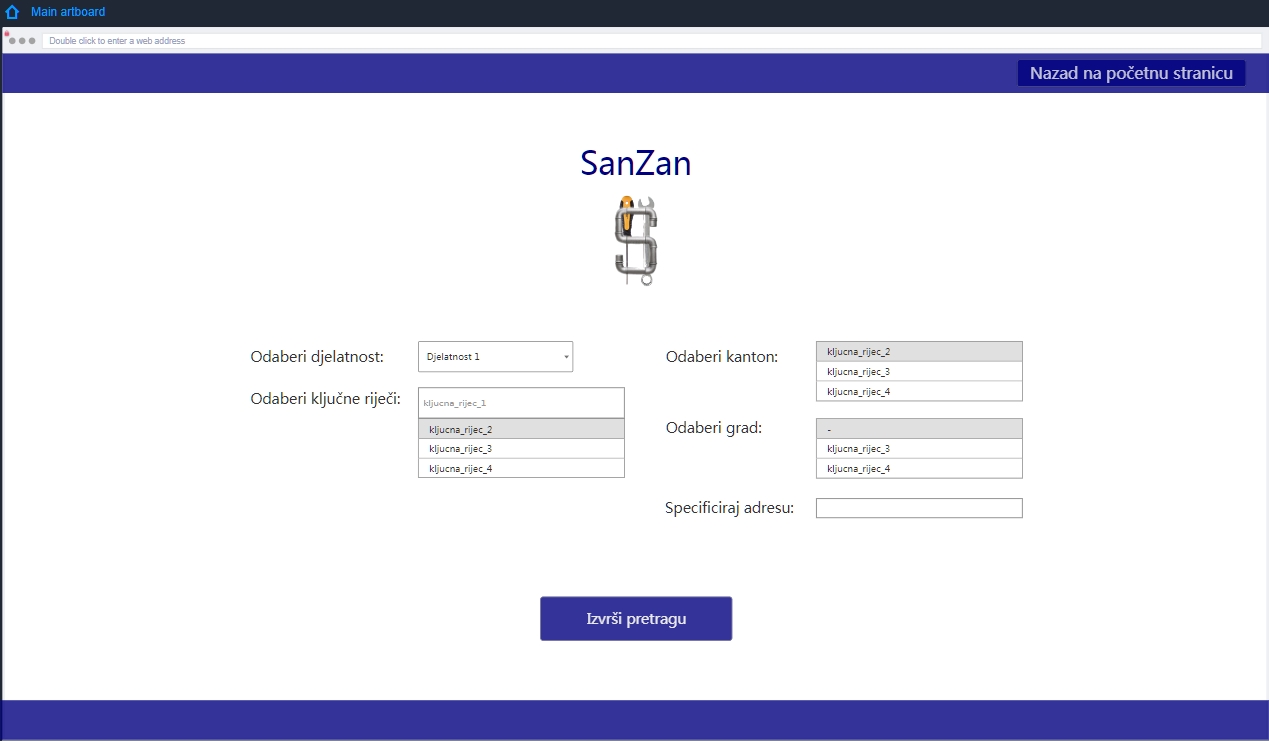 Main artboard
Double click to enter a web address
Nazad na početnu stranicu
SanZan
Odaberi djelatnost:
Djelatnost 1
Odaberi ključne riječi:
kljucna_rijec_1
kljucna_rijec_2
kljucna_rijec_3
kljucna_rijec_4
Odaberi kanton:
kljucna_rijec_2
kljucna_rijec_3
kljucna_rijec_4
Odaberi grad:
-
kljucna_rijec_3
kljucna_rijec_4
Specificiraj adresu:
Izvrši pretragu